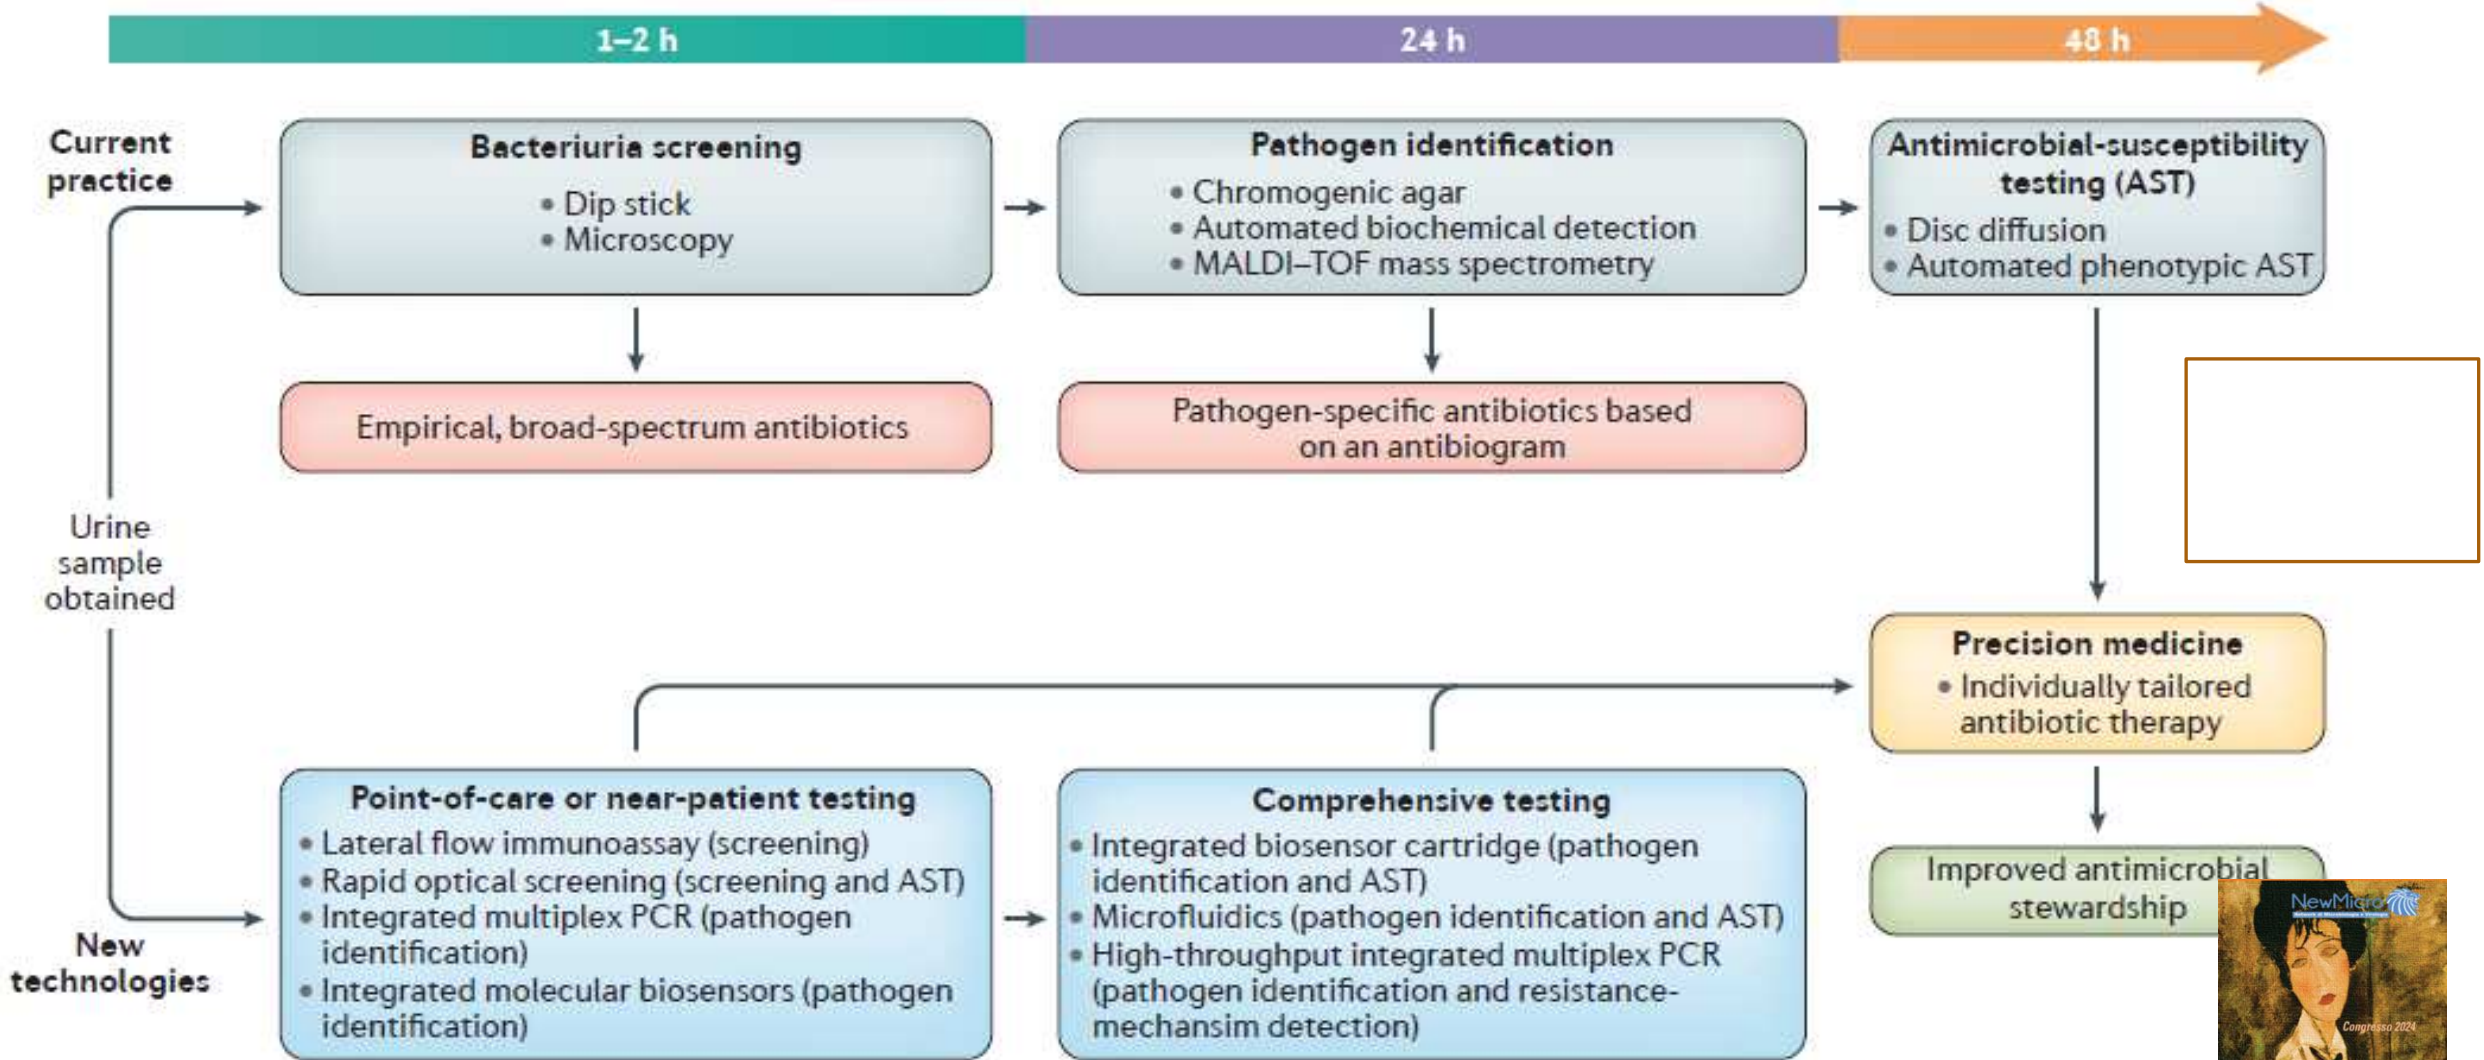 1–2 h
24 h
48 h
Current
practice
Bacteriuria screening
• Dip stick
• Microscopy
Pathogen identification
• Chromogenic agar
• Automated biochemical detection
• MALDI–TOF mass spectrometry
Antimicrobial-susceptibility
testing (AST)
• Disc diffusion
• Automated phenotypic AST
Empirical, broad-spectrum antibiotics
Pathogen-specific antibiotics based
on an antibiogram
Urine
sample
obtained
Precision medicine
• Individually tailored
antibiotic therapy
New
technologies
Point-of-care or near-patient testing
• Lateral flow immunoassay (screening)
• Rapid optical screening (screening and AST)
• Integrated multiplex PCR (pathogen
identification)
• Integrated molecular biosensors (pathogen
identification)
Comprehensive testing
• Integrated biosensor cartridge (pathogen
identification and AST)
• Microfluidics (pathogen identification and AST)
• High-throughput integrated multiplex PCR
(pathogen identification and resistance-
mechansim detection)
Improved antimicrobial
stewardship
NewMicro
Congresso 2024